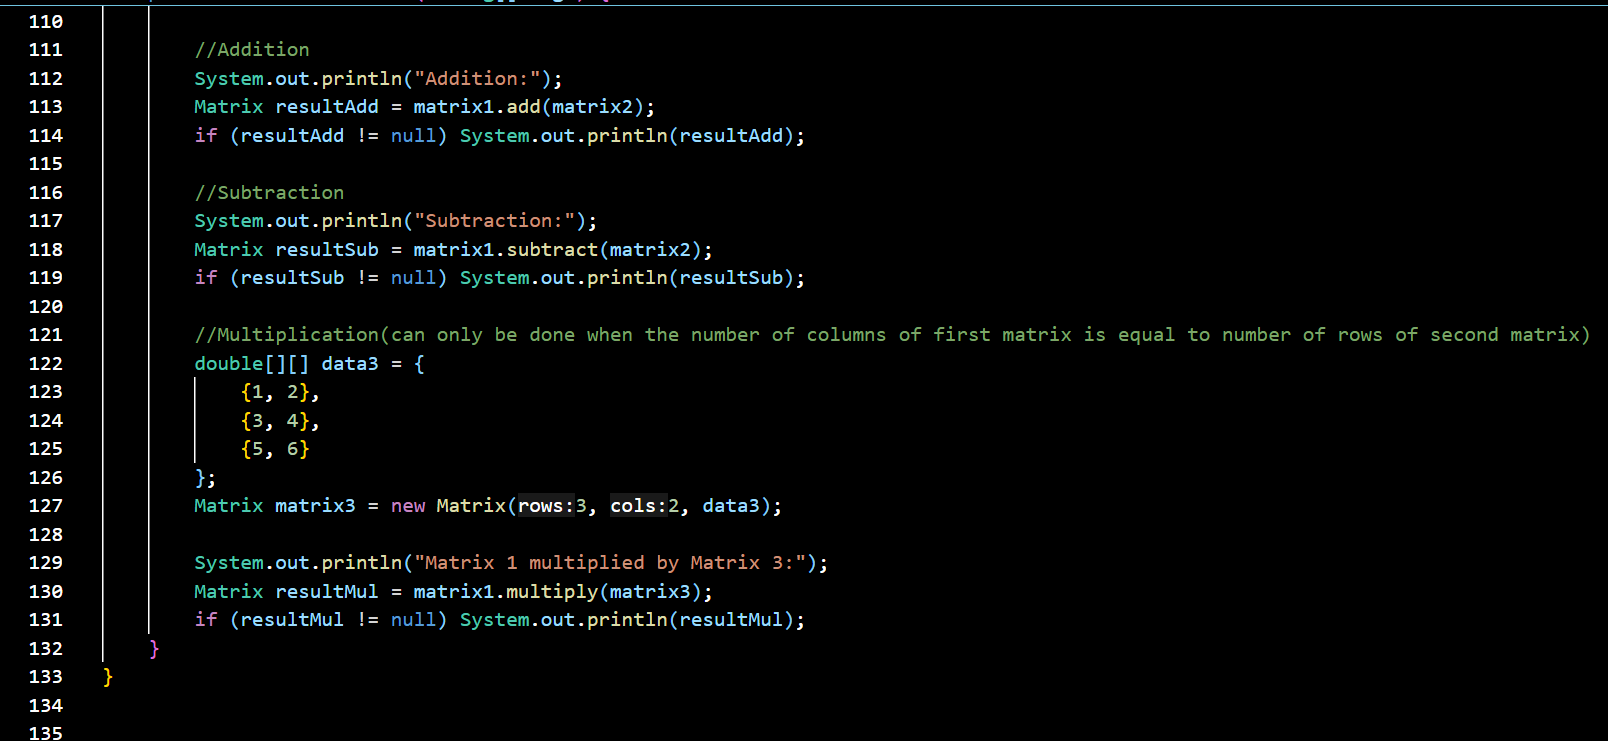 110
111 //Addition
112 System.out.println("Addition:");
113 Matrix resultAdd = matrix1.add(matrix2);
114 if (resultAdd != null) System.out.println(resultAdd);
115
116 //Subtraction
117 System.out.println("Subtraction:");
118 Matrix resultSub = matrix1.subtract(matrix2);
119 if (resultSub != null) System.out.println(resultSub);
120
121 //Multiplication(can only be done when the number of columns of first matrix is equal to number of rows of second matrix)
122 double[][] data3 = {
123 {1, 2},
124 {3, 4},
125 {5, 6}
126 };
127 Matrix matrix3 = new Matrix(rows:3, cols:2, data3);
128
129 System.out.println("Matrix 1 multiplied by Matrix 3:");
130 Matrix resultMul = matrix1.multiply(matrix3);
131 if (resultMul != null) System.out.println(resultMul);
132 }
133 }
134
135